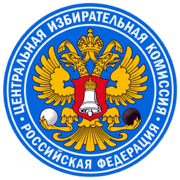 ЦЕНТРАЛЬНАЯ ИЗБИРАТЕЛЬНАЯ КОМИССИЯ
РОССИЙСКАЯ ФЕДЕРАЦИЯ